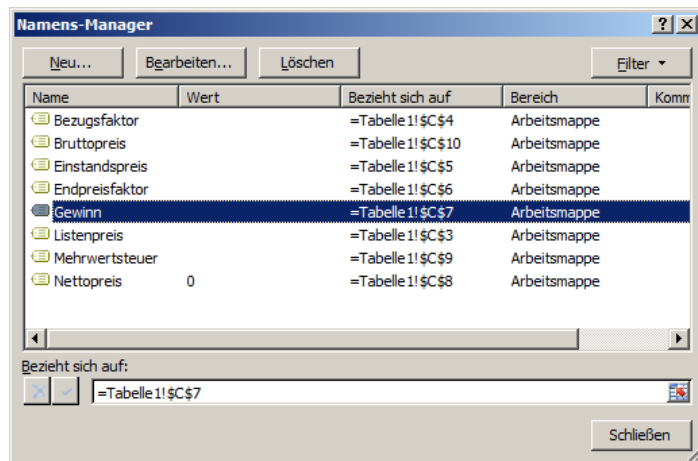 Namens-Manager
Neu... Bearbeiten... Löschen Filter
Name Wert Bezieht sich auf Bereich Komm
Bezugsfaktor =Tabelle1!$C$4 Arbeitsmappe
Bruttopreis =Tabelle1!$C$10 Arbeitsmappe
Einstandspreis =Tabelle1!$C$5 Arbeitsmappe
Endpreisfaktor =Tabelle1!$C$6 Arbeitsmappe
Gewinn =Tabelle1!$C$7 Arbeitsmappe
Listenpreis =Tabelle1!$C$3 Arbeitsmappe
Mehrwertsteuer =Tabelle1!$C$9 Arbeitsmappe
Nettopreis 0 =Tabelle1!$C$8 Arbeitsmappe
Bezieht sich auf:
=Tabelle1!$C$7
Schließen